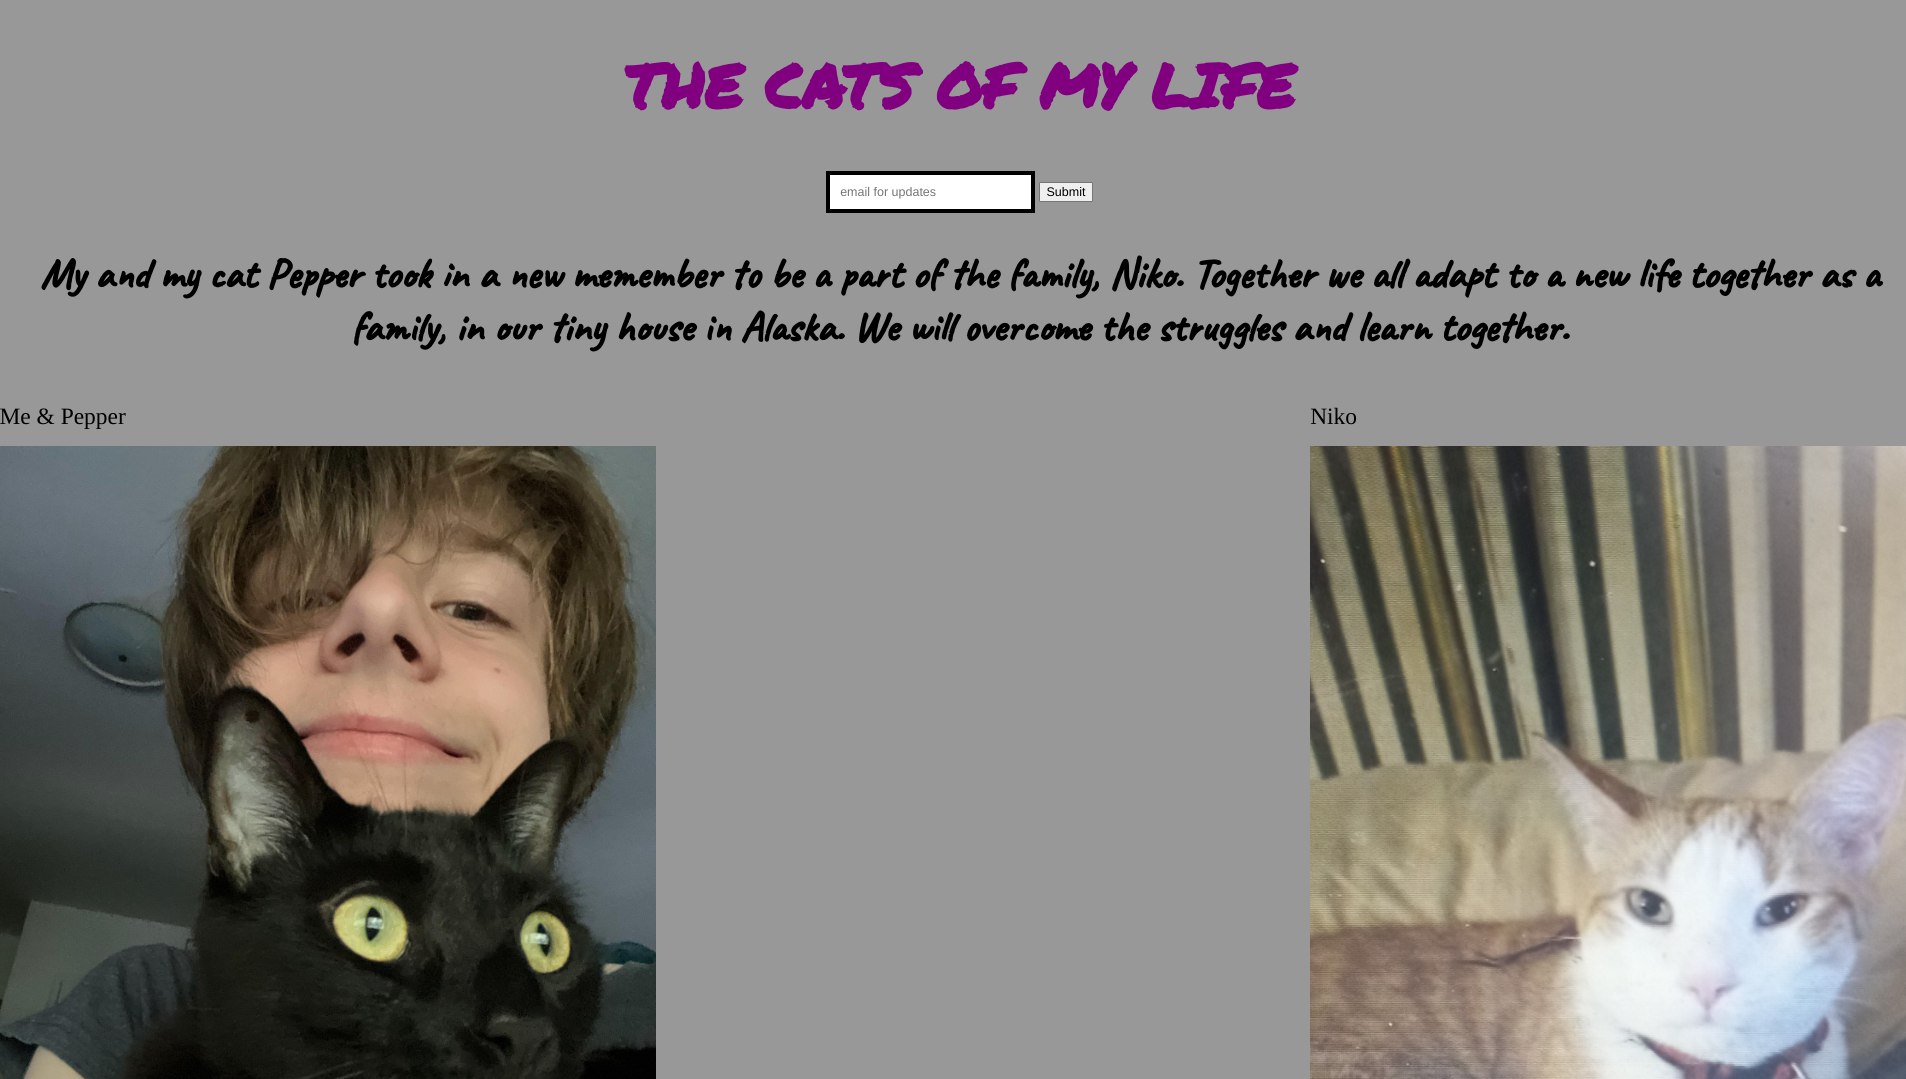 THE CATS OF MY LIFE
email for updates
Submit
My and my cat Pepper took in a new memember to be a part of the family, Niko. Together we all adapt to a new life together as a
family, in our tiny house in Alaska. We will overcome the struggles and learn together.
Me & Pepper
Niko